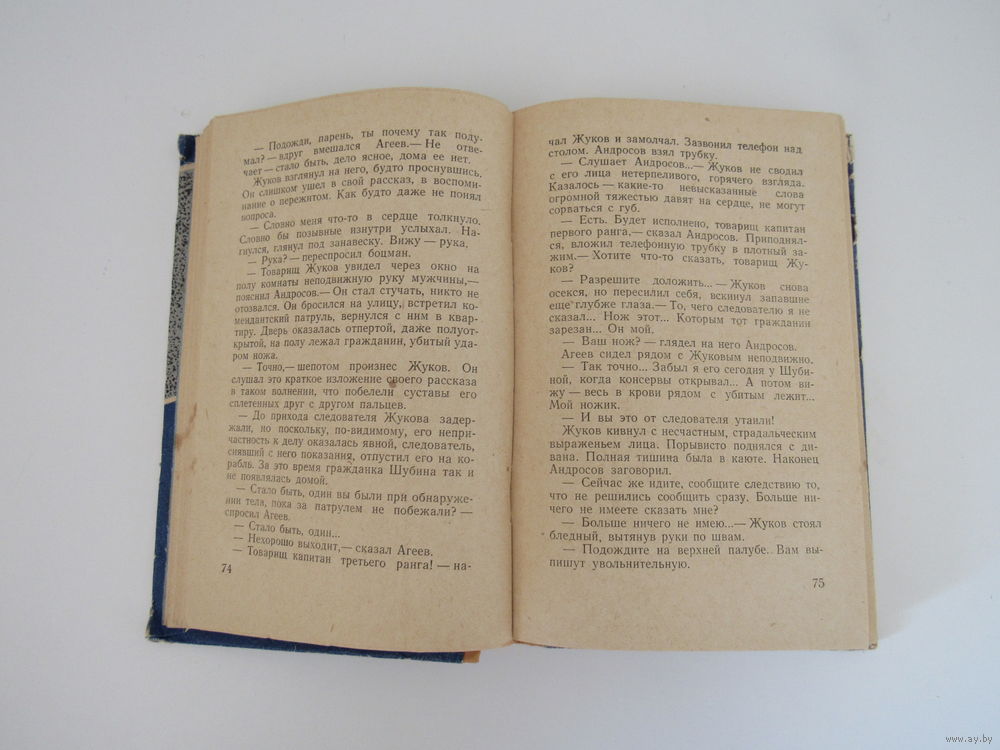 — Подожди, парень, ты почему так поду-
мал? — вдруг вмешался Агеев.— Не отве-
чает — стало быть, дело ясное, дома ее нет.
Жуков взглянул на него, будто проснувшись.
Он слишком ушел в свой рассказ, в воспоми-
нание о пережитом. Как будто даже не понял
вопроса.
— Словно меня что-то в сердце толкнуло.
Словно бы позывные изнутри услыхал. На-
гнулся, глянул под занавеску. Вижу — рука.
— Рука? — переспросил боцман.
— Товарищ Жуков увидел через окно на
полу комнаты неподвижную руку мужчины,—
пояснил Андросов.— Он стал стучать, никто не
отозвался. Он бросился на улицу, встретил ко-
мендантский патруль, вернулся с ним в квар-
тиру. Дверь оказалась отпертой, даже полуот-
крытой, на полу лежал гражданин, убитый уда-
ром ножа.
— Точно,— шепотом произнес Жуков. Он
слушал это краткое изложение своего рассказа
в таком волнении, что побелели суставы его
сплетенных друг с другом пальцев.
— До прихода следователя Жукова задер-
жали, но поскольку, по-видимому, его непри-
частность к делу оказалась явной, следователь,
снявший с него показания, отпустил его на ко-
рабль. За это время гражданка Шубина так и
не появлялась домой.
— Стало быть, один вы были при обнаруже-
нии тела, пока за патрулем не побежали? —
спросил Агеев.
— Стало быть, один...
— Нехорошо выходит,— сказал Агеев.
— Товарищ капитан третьего ранга! — на-
74
чал Жуков и замолчал. Зазвонил телефон над
столом. Андросов взял трубку.
— Слушает Андросов...— Жуков не сводил
с его лица нетерпеливого, горячего взгляда.
Казалось — какие-то невысказанные слова
огромной тяжестью давят на сердце, не могут
сорваться с губ.
— Есть. Будет исполнено, товарищ капитан
первого ранга,— сказал Андросов. Приподнял-
ся, вложил телефонную трубку в плотный за-
жим.— Хотите что-то сказать, товарищ Жу-
ков?
— Разрешите доложить... — Жуков снова
осекся, но пересилил себя, вскинул запавшие
еще глубже глаза.— То, чего следователю я не
сказал... Нож этот... Которым тот гражданин
зарезан... Он мой.
— Ваш нож? — глядел на него Андросов.
Агеев сидел рядом с Жуковым неподвижно.
— Так точно... Забыл я его сегодня у Шуби-
ной, когда консервы открывал... А потом ви-
жу — весь в крови рядом с убитым лежит...
Мой ножик.
— И вы это от следователя утаили!
Жуков кивнул с несчастным, страдальческим
выраженьем лица. Порывисто поднялся с ди-
вана. Полная тишина была в каюте. Наконец
Андросов заговорил.
— Сейчас же идите, сообщите следствию то,
что не решились сообщить сразу. Больше ни-
чего не имеете сказать мне?
— Больше ничего не имею...— Жуков стоял
бледный, вытянув руки по швам.
— Подождите на верхней палубе. Вам вы-
пишут увольнительную.
75
www.ay.by